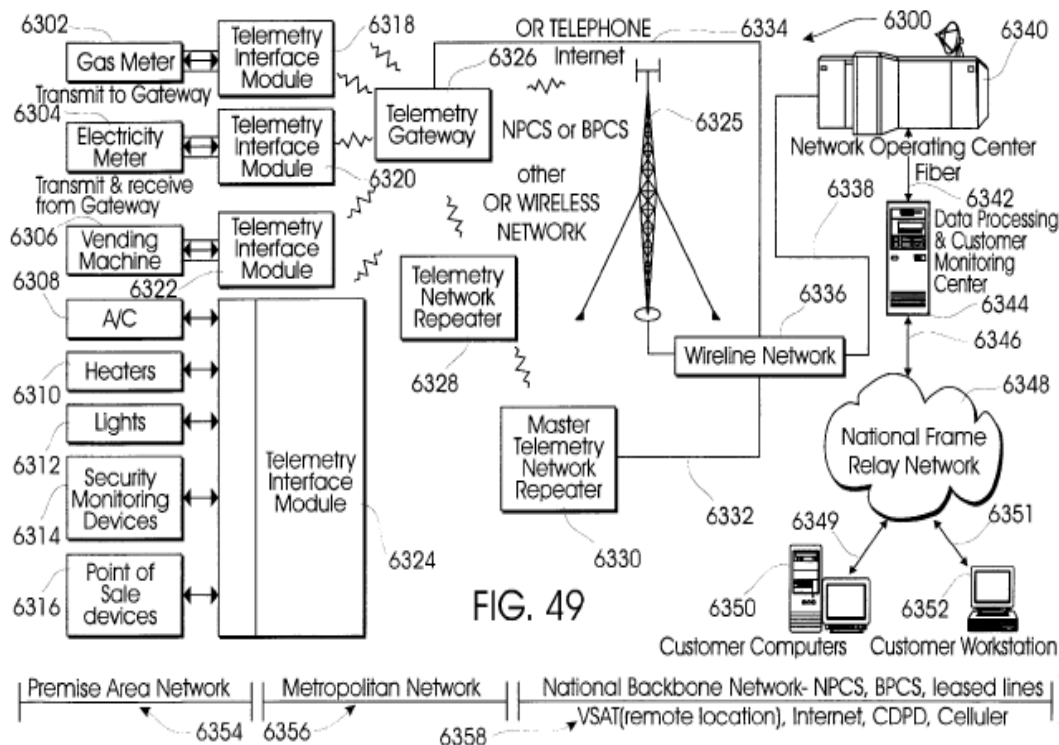 6302
Gas Meter
Transmit to Gateway
6304
Electricity
Meter
Transmit & receive
from Gateway
6306
Vending
Machine
6308
A/C
Heaters
6310
Lights
6312
Security
Monitoring
Devices
6314
6316
Point of
Sale
devices
Telemetry
Interface
Module
6318
Telemetry
Interface
Module
6320
Telemetry
Interface
Module
6322
Telemetry
Interface
Module
6324
OR TELEPHONE
Internet
6334
6326
Telemetry
Gateway
NPCS or BPCS
other
OR WIRELESS
NETWORK
6325
Telemetry
Network
Repeater
6328
Master
Telemetry
Network
Repeater
6330
6332
6336
Wireline Network
6338
6300
6340
Network Operating Center
Fiber
6342
Data Processing
& Customer
Monitoring
Center
6344
6346
6348
National Frame
Relay Network
6349
6351
6350
6352
Customer Computers
Customer Workstation
FIG. 49
Premise Area Network
6354
Metropolitan Network
6356
National Backbone Network- NPCS, BPCS, leased lines
VSAT(remote location), Internet, CDPD, Celluler
6358